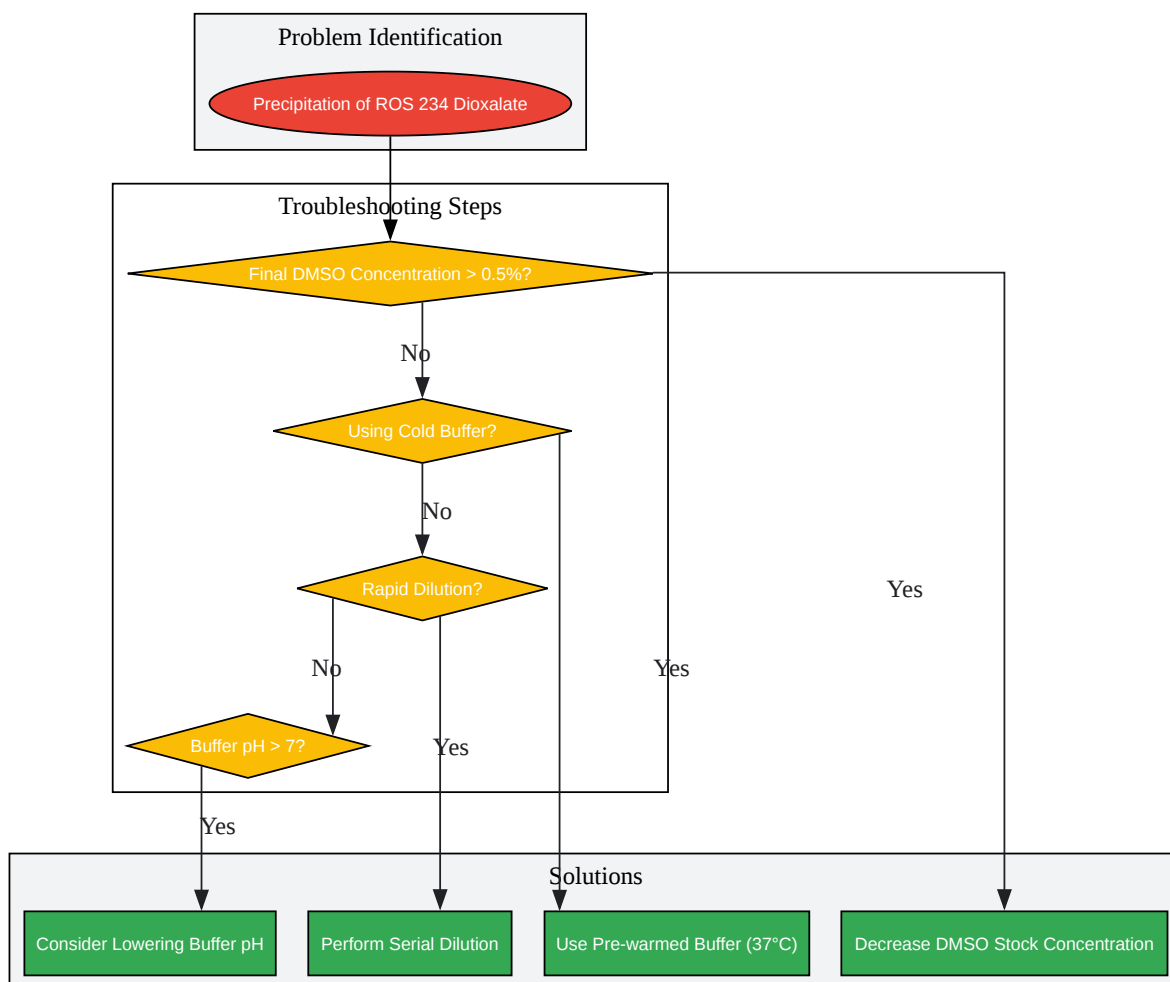 Problem Identification
Precipitation of ROS 234 Dioxalate
Troubleshooting Steps
Final DMSO Concentration > 0.5%?
No
Using Cold Buffer?
No
Rapid Dilution?
Yes
No
Yes
Buffer pH > 7?
Yes
Yes
Solutions
Consider Lowering Buffer pH
Perform Serial Dilution
Use Pre-warmed Buffer (37°C)
Decrease DMSO Stock Concentration